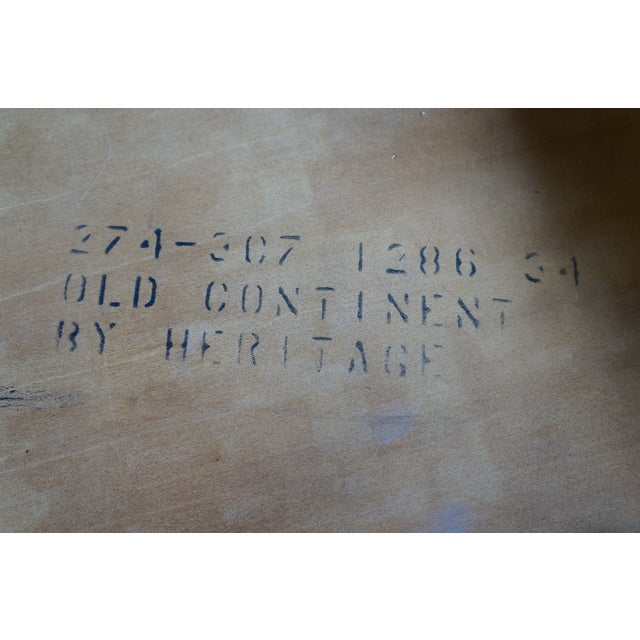 274-307 1286 34
OLD CONTINENT
BY HERITAGE